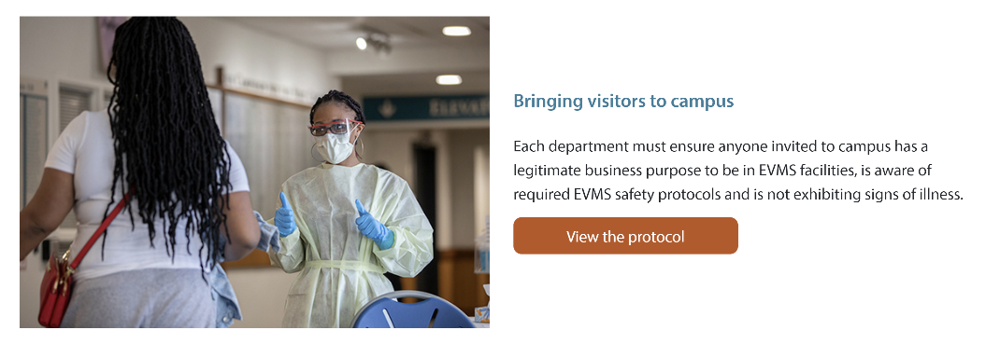 ELEVAT
Bringing visitors to campus
Each department must ensure anyone invited to campus has a
legitimate business purpose to be in EVMS facilities, is aware of
required EVMS safety protocols and is not exhibiting signs of illness.
View the protocol